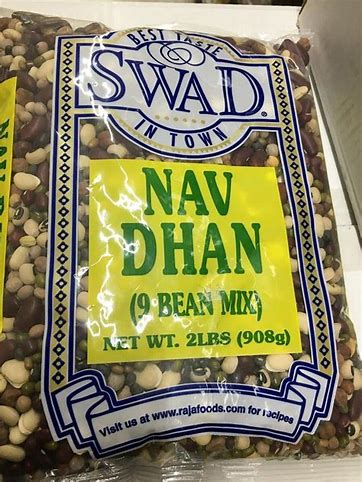 BEST TASTE
SWAD®
IN TOWN
NAV
DHAN
(9 BEAN MIX)
NET WT. 2LBS (908g)
Visit us at www.rajafoods.com for recipes
NAV